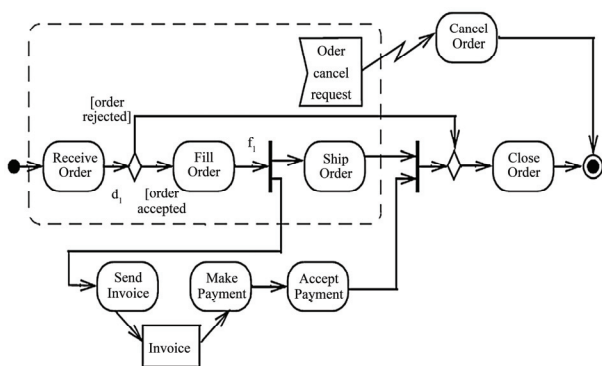 Oder
cancel
request
Cancel
Order
[order
rejected]
Receive
Order
d1
Fill
Order
[order
accepted
f1
Ship
Order
Close
Order
Send
Invoice
Invoice
Make
Payment
Accept
Payment